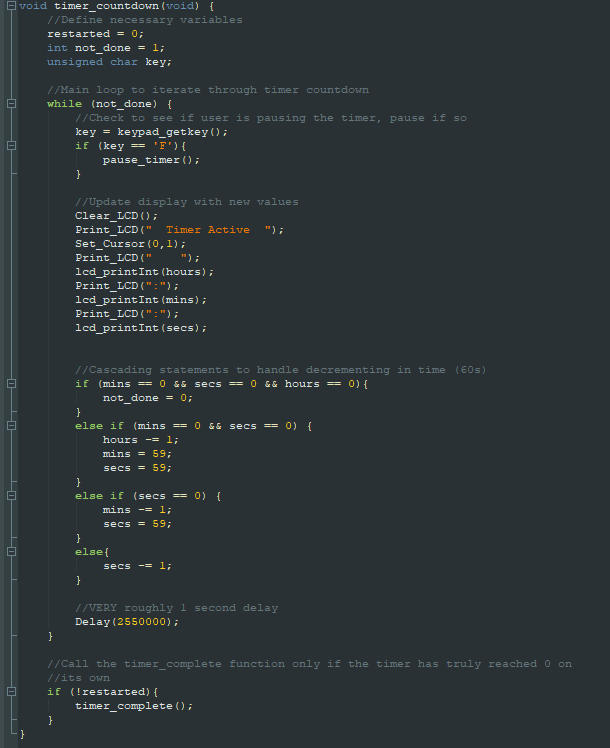 void timer_countdown(void) {
    //Define necessary variables
    restarted = 0;
    int not_done = 1;
    unsigned char key;

    //Main loop to iterate through timer countdown
    while (not_done) {
        //Check to see if user is pausing the timer, pause if so
        key = keypad_getkey();
        if (key == 'F'){
            pause_timer();
        }

        //Update display with new values
        Clear_LCD();
        Print_LCD("  Timer Active  ");
        Set_Cursor(0,1);
        Print_LCD("    ");
        lcd_printInt(hours);
        Print_LCD(":");
        lcd_printInt(mins);
        Print_LCD(":");
        lcd_printInt(secs);


        //Cascading statements to handle decrementing in time (60s)
        if (mins == 0 && secs == 0 && hours == 0){
            not_done = 0;
        }
        else if (mins == 0 && secs == 0) {
            hours -= 1;
            mins = 59;
            secs = 59;
        }
        else if (secs == 0) {
            mins -= 1;
            secs = 59;
        }
        else{
            secs -= 1;
        }

        //VERY roughly 1 second delay
        Delay(2550000);
    }

    //Call the timer_complete function only if the timer has truly reached 0 on
    //its own
    if (!restarted){
        timer_complete();
    }
}